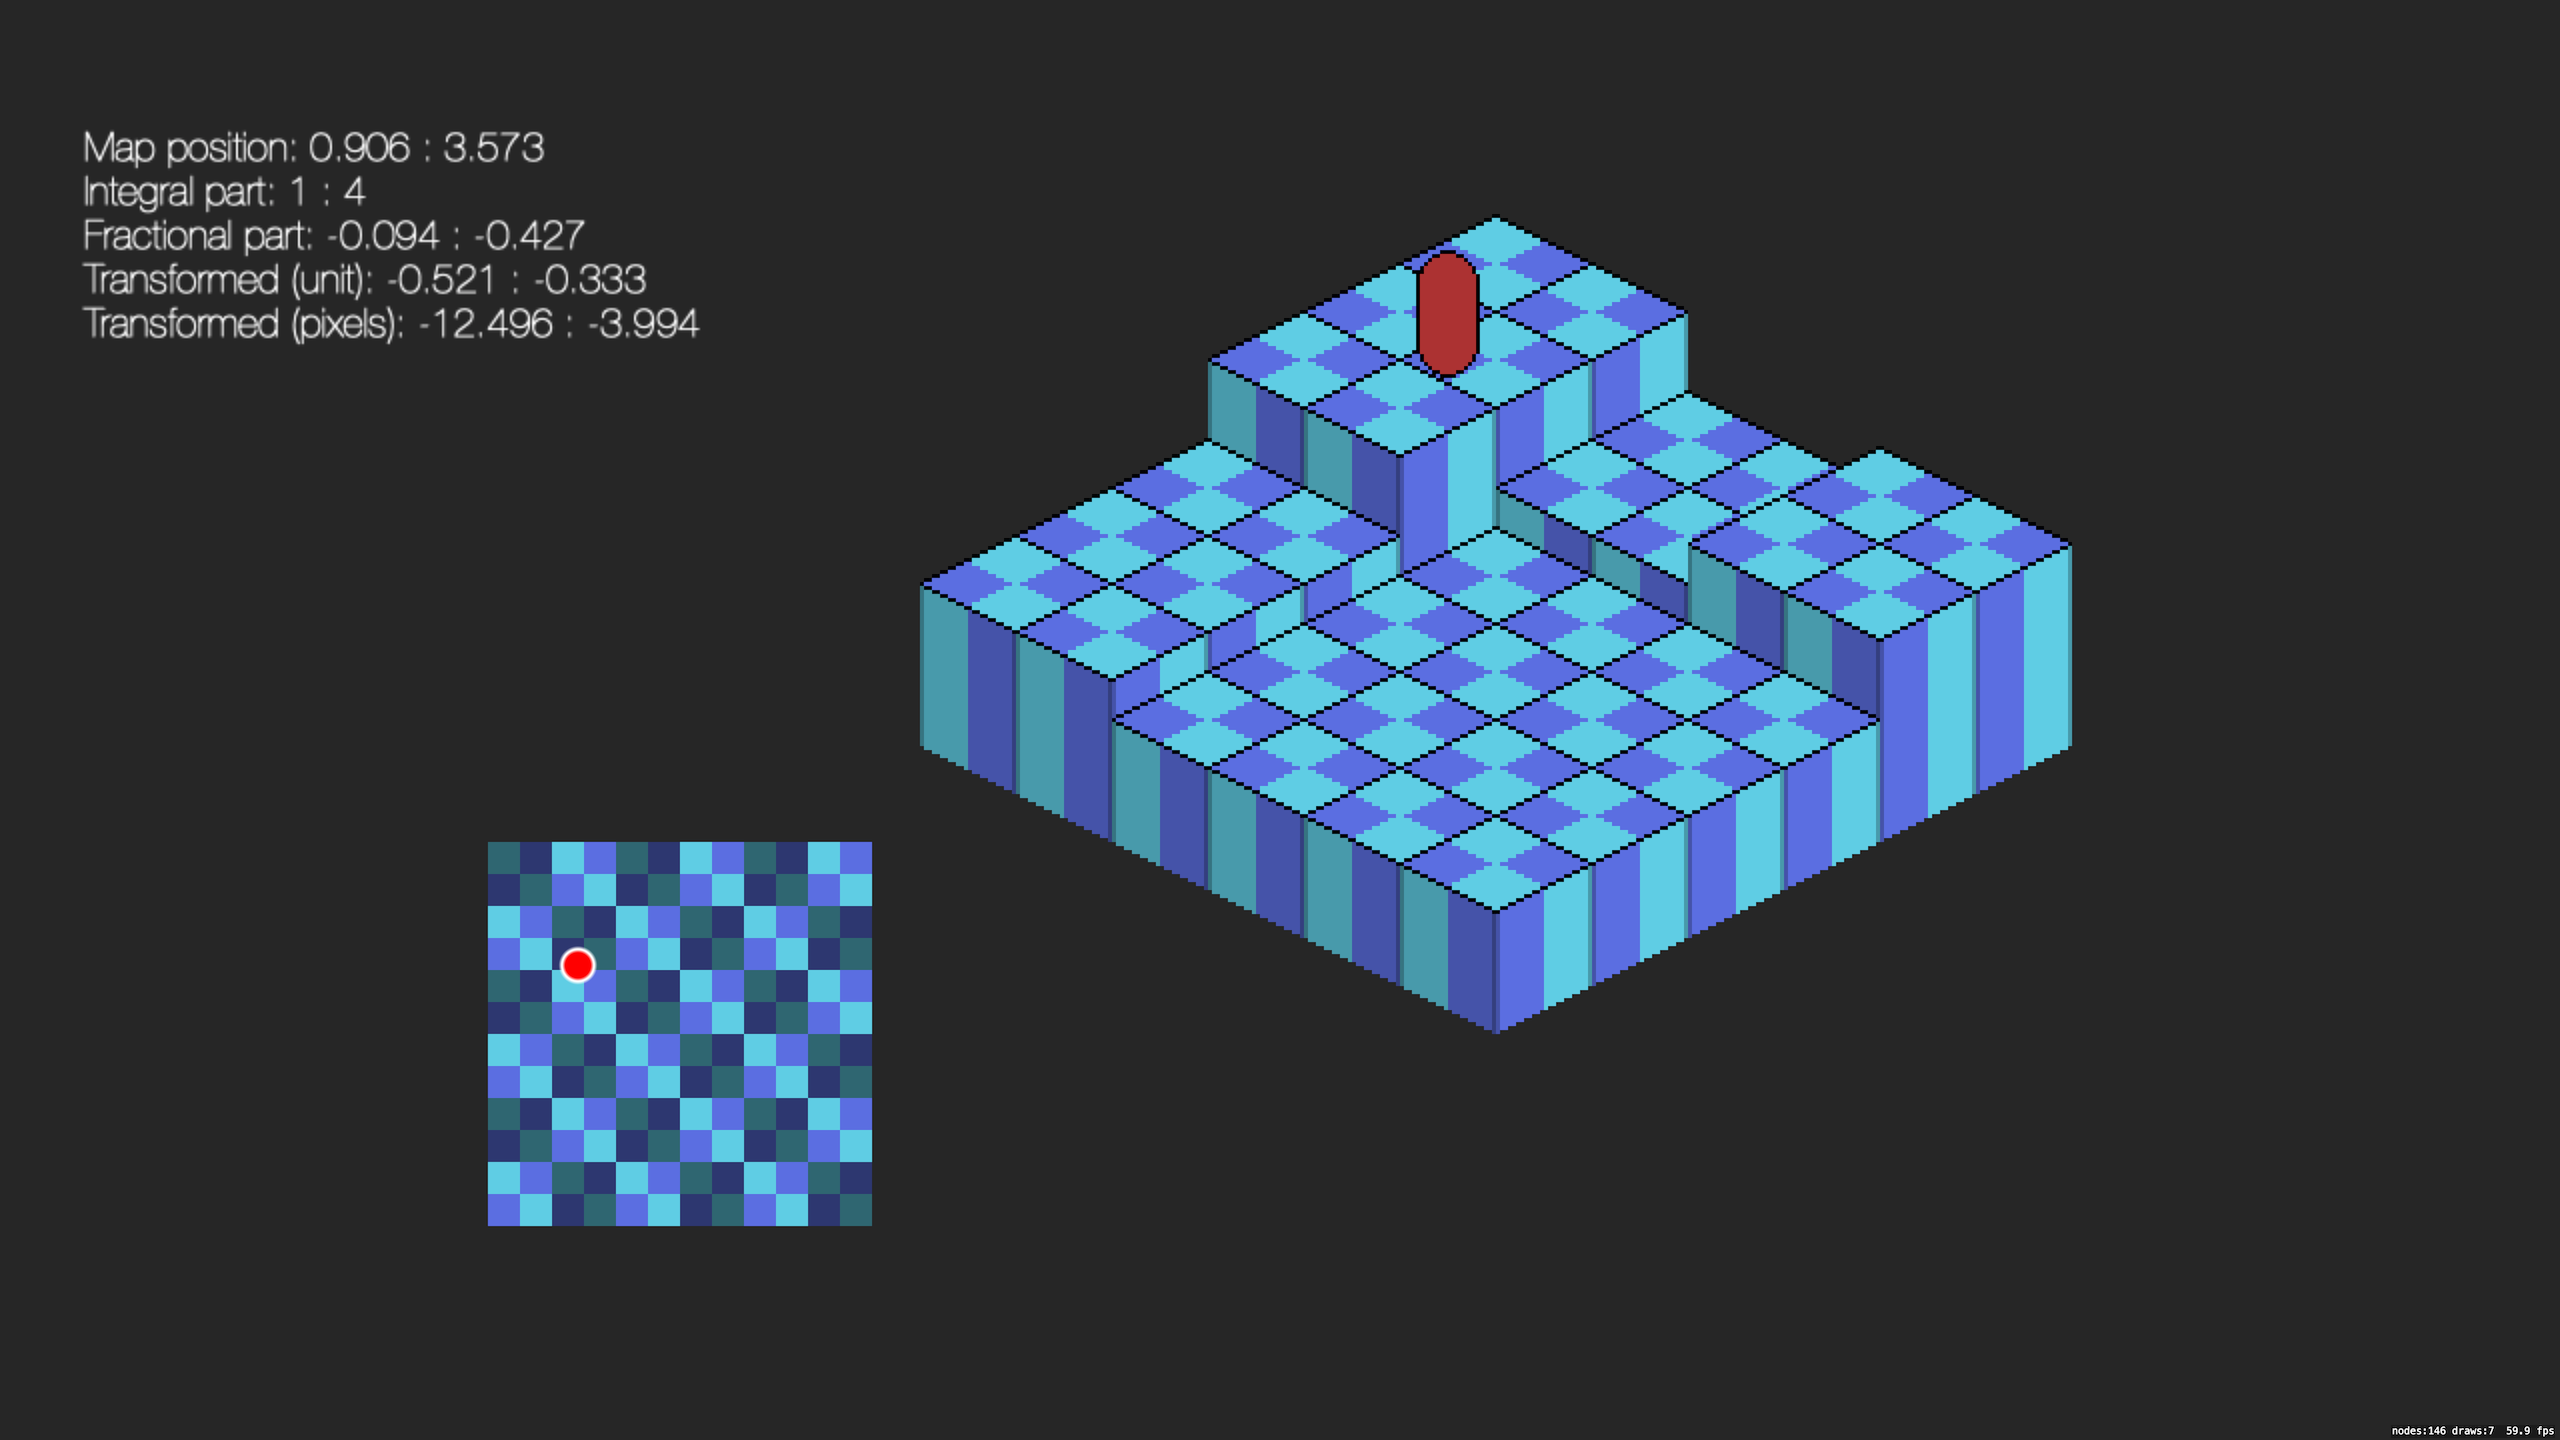 Map position: 0.906 : 3.573
Integral part: 1 : 4
Fractional part: -0.094 : -0.427
Transformed (unit): -0.521 : -0.333
Transformed (pixels): -12.496 : -3.994
nodes:146 draws:7 59.9 fps